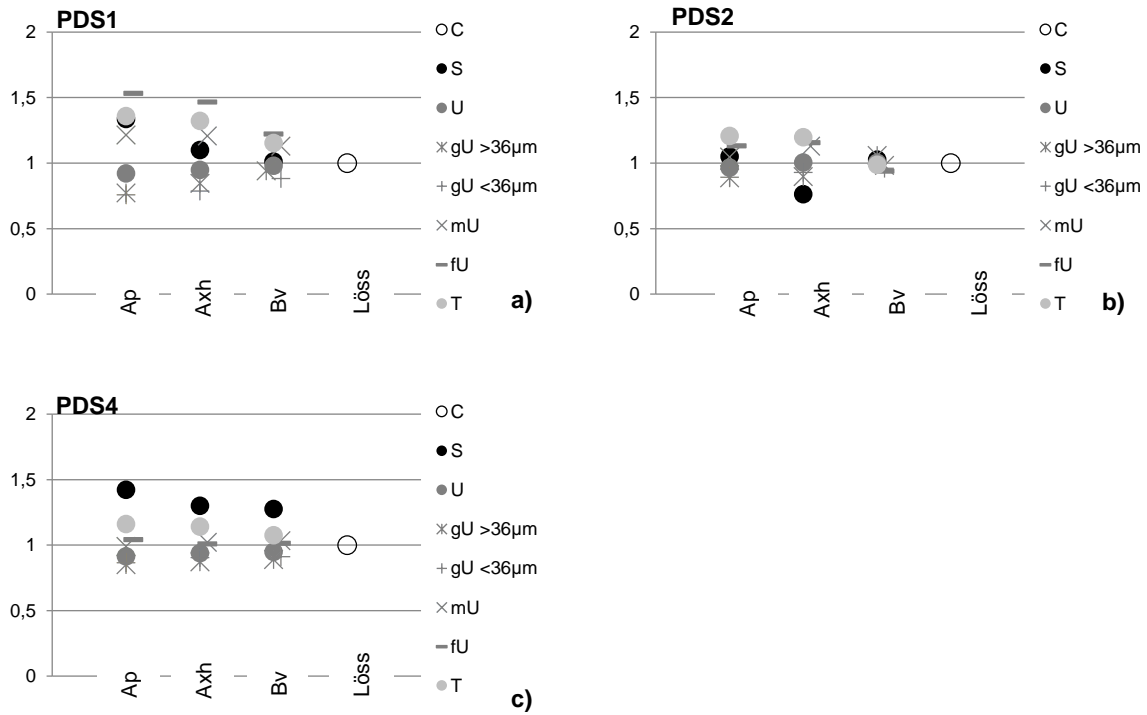 PDS1
2
1,5
1
0,5
0
Ap
Axh
Bv
Löss
C
S
U
gU >36µm
gU <36µm
mU
fU
T
a)
PDS2
2
1,5
1
0,5
0
Ap
Axh
Bv
Löss
C
S
U
gU >36µm
gU <36µm
mU
fU
T
b)
PDS4
2
1,5
1
0,5
0
Ap
Axh
Bv
Löss
C
S
U
gU >36µm
gU <36µm
mU
fU
T
c)